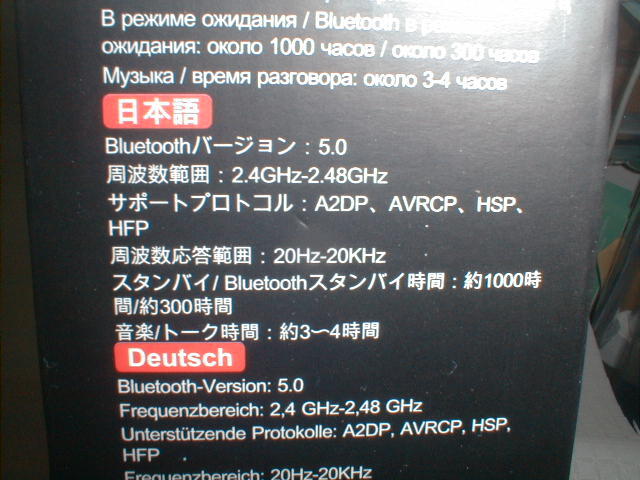 В режиме ожидания / Bluetooth в
ожидания: около 1000 часов / около 300 часов
Музыка / время разговора: около 3-4 часов
日本語
Bluetoothバージョン：5.0
周波数範囲：2.4GHz-2.48GHz
サポートプロトコル：A2DP、AVRCP、HSP、
HFP
周波数応答範囲：20Hz-20KHz
スタンバイ/ Bluetoothスタンバイ時間：約1000時
間/約300時間
音楽/トーク時間：約3〜4時間
Deutsch
Bluetooth-Version: 5.0
Frequenzbereich: 2,4 GHz-2,48 GHz
Unterstützende Protokolle: A2DP, AVRCP, HSP,
HFP
Frequenzbereich: 20Hz-20KHz